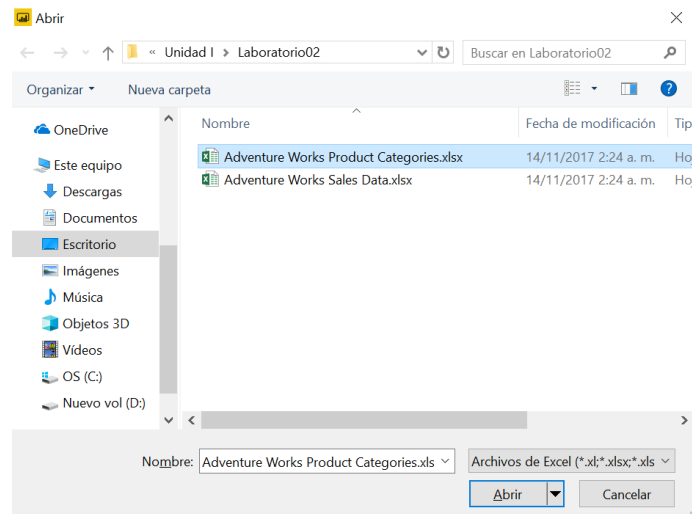 Abrir
« Unidad I > Laboratorio02
Buscar en Laboratorio02
Organizar
Nueva carpeta
?
Nombre
Fecha de modificación
Tip
OneDrive
Este equipo
Descargas
Documentos
Escritorio
Imágenes
Música
Objetos 3D
Vídeos
OS (C:)
Nuevo vol (D:)
Adventure Works Product Categories.xlsx
14/11/2017 2:24 a. m.
Ho
Adventure Works Sales Data.xlsx
14/11/2017 2:24 a. m.
Ho
Nombre:
Adventure Works Product Categories.xls
Archivos de Excel (*.xl;*.xlsx;*.xls
Abrir
Cancelar